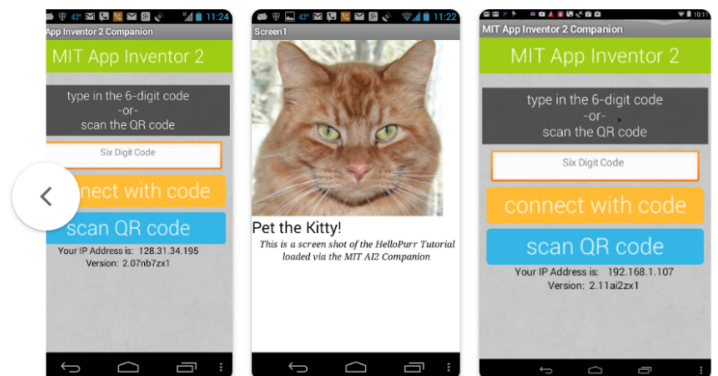 43° 11:24
App Inventor 2 Companion
MIT App Inventor 2
type in the 6-digit code
-or-
scan the QR code
Six Digit Code
nnect with code
scan QR code
Your IP Address is: 128.31.34.195
Version: 2.07nb7zx1
43° 11:22
Screen1
Pet the Kitty!
This is a screen shot of the HelloPurr Tutorial
loaded via the MIT AI2 Companion
10:11
MIT App Inventor 2 Companion
MIT App Inventor 2
type in the 6-digit code
-or-
scan the QR code
Six Digit Code
connect with code
scan QR code
Your IP Address is: 192.168.1.107
Version: 2.11ai2zx1